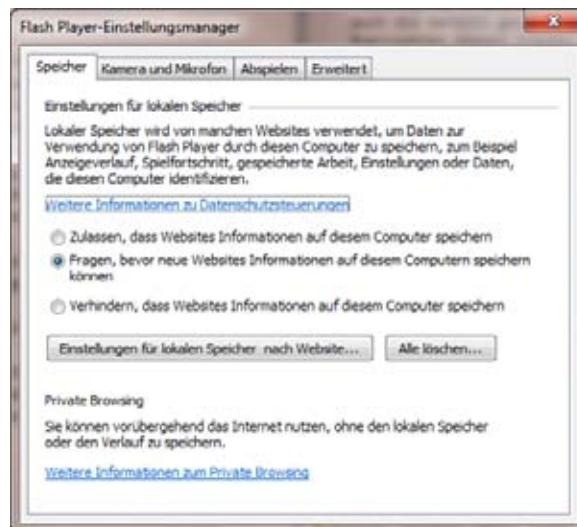 Flash Player-Einstellungsmanager
Speicher Kamera und Mikrofon Abspielen Erweitert
Einstellungen für lokalen Speicher
Lokaler Speicher wird von manchen Websites verwendet, um Daten zur
Verwendung von Flash Player durch diesen Computer zu speichern, zum Beispiel
Anzeigeverlauf, Spielfortschritt, gespeicherte Arbeit, Einstellungen oder Daten,
die diesen Computer identifizieren.
Weitere Informationen zu Datenschutzsteuerungen
Zulassen, dass Websites Informationen auf diesem Computer speichern
Fragen, bevor neue Websites Informationen auf diesem Computern speichern
können
Verhindern, dass Websites Informationen auf diesem Computer speichern
Einstellungen für lokalen Speicher nach Website... Alle löschen...
Private Browsing
Sie können vorübergehend das Internet nutzen, ohne den lokalen Speicher
oder den Verlauf zu speichern.
Weitere Informationen zum Private Browsing